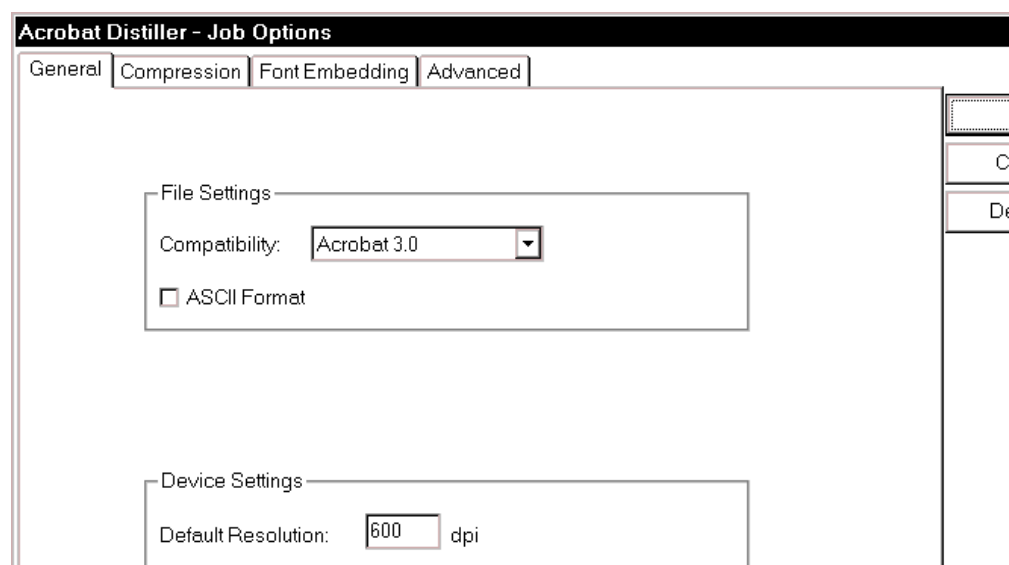 Acrobat Distiller - Job Options
General Compression Font Embedding Advanced
File Settings
Compatibility: Acrobat 3.0
ASCII Format
Device Settings
Default Resolution: 600 dpi